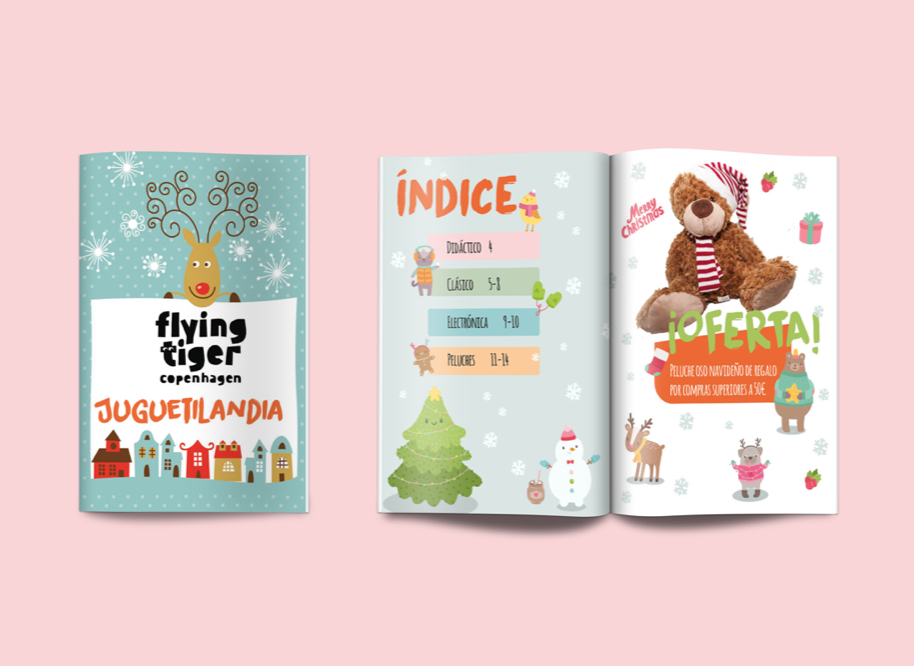 flying
tiger
copenhagen
JUGUETILANDIA
ÍNDICE
DIDÁCTICO 4
CLÁSICO 5-8
ELECTRÓNICA 9-10
PELUCHES 11-14
Merry
Christmas
¡OFERTA!
PELUCHE OSO NAVIDEÑO DE REGALO
POR COMPRAS SUPERIORES A 50€